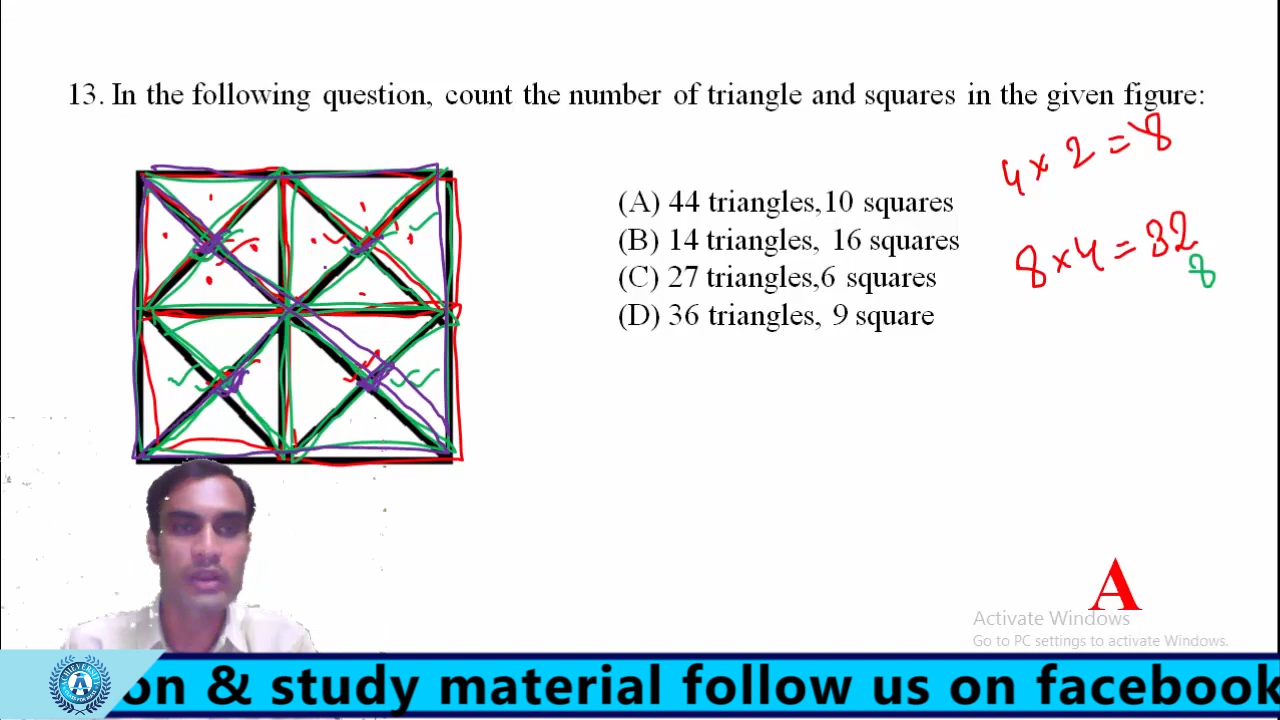 13. In the following question, count the number of triangle and squares in the given figure:
4 × 2 = 8
8 × 4 = 32
8
(A) 44 triangles,10 squares
(B) 14 triangles, 16 squares
(C) 27 triangles,6 squares
(D) 36 triangles, 9 square
A
Activate Windows
Go to PC settings to activate Windows.
on & study material follow us on facebook